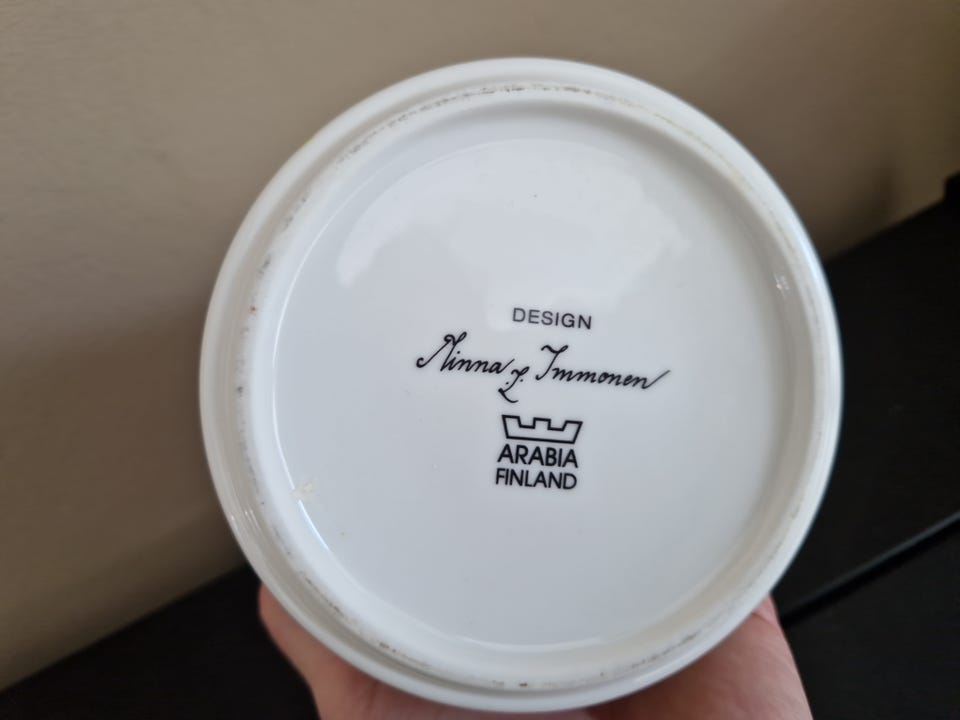 DESIGN
Minna L. Immonen
ARABIA
FINLAND